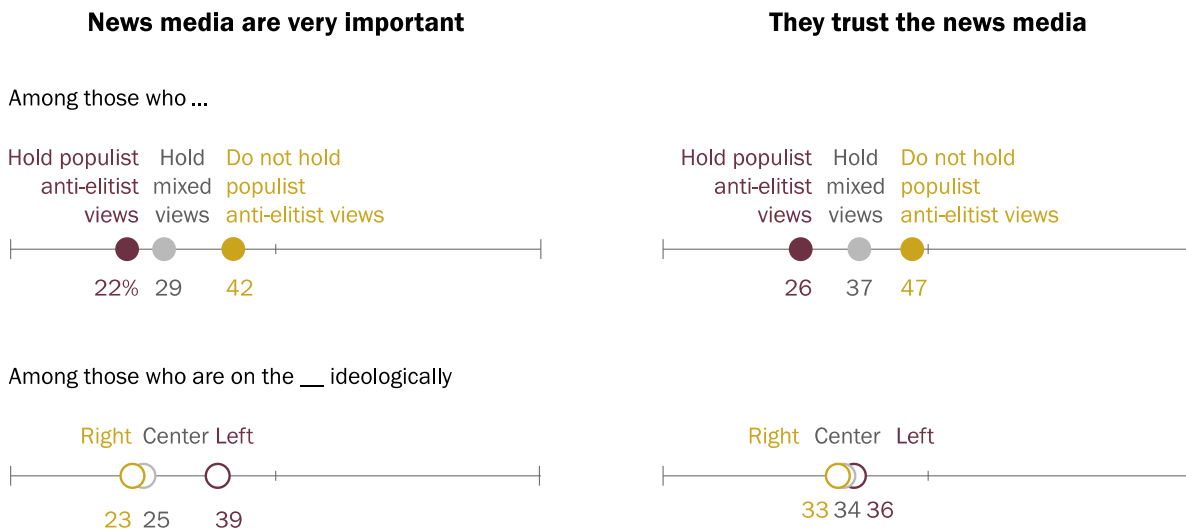 News media are very important
They trust the news media
Among those who ...
Hold populist
anti-elitist
views
Hold
mixed
views
Do not hold
populist
anti-elitist views
22% 29 42
Hold populist
anti-elitist
views
Hold
mixed
views
Do not hold
populist
anti-elitist views
26 37 47
Among those who are on the __ ideologically
Right Center Left
23 25 39
Right Center Left
33 34 36